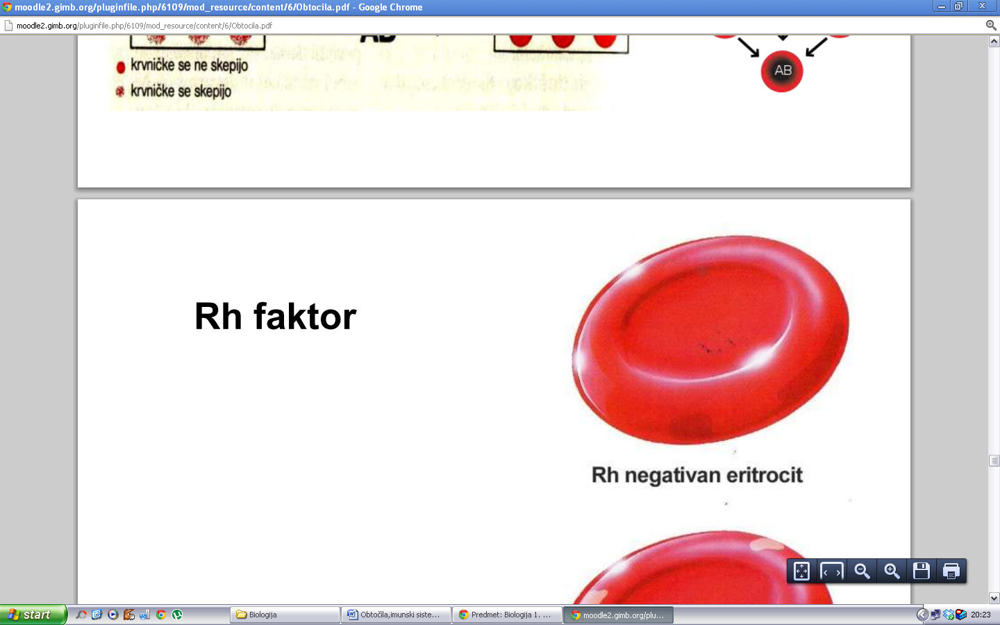 moodle2.gimb.org/pluginfile.php/6109/mod_resource/content/6/Obtocila.pdf - Google Chrome
moodle2.gimb.org/pluginfile.php/6109/mod_resource/content/6/Obtocila.pdf
AB
krvničke se ne skepijo
krvničke se skepijo
AB
Rh faktor
Rh negativan eritrocit
start
Biologija
Obtočila,imunski siste...
Predmet: Biologija 1. ...
moodle2.gimb.org/plu...
20:23